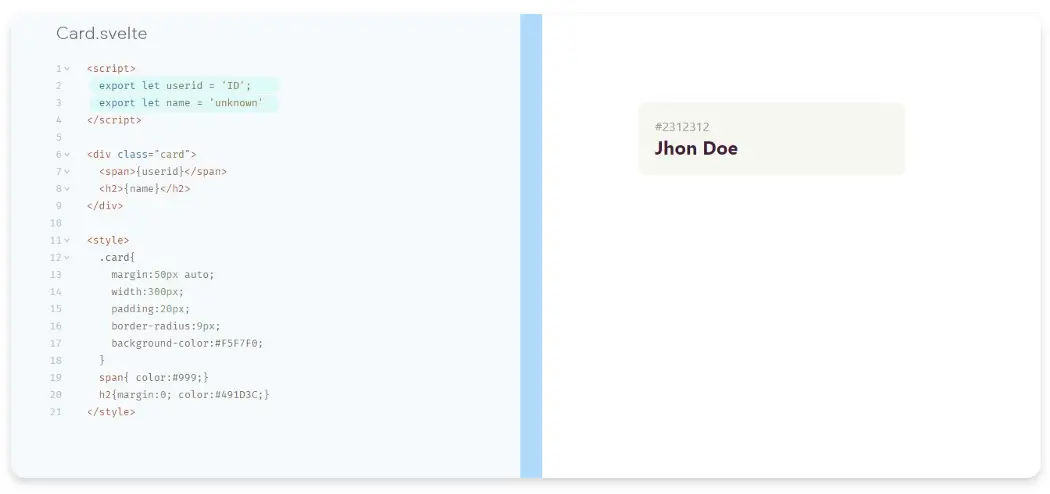 Card.svelte
1 <script>
2 export let userid = 'ID';
3 export let name = 'unknown'
4 </script>
5
6 <div class="card">
7 <span>{userid}</span>
8 <h2>{name}</h2>
9 </div>
10
11 <style>
12 .card{
13 margin:50px auto;
14 width:300px;
15 padding:20px;
16 border-radius:9px;
17 background-color:#F5F7F0;
18 }
19 span{ color:#999;}
20 h2{margin:0; color:#491D3C;}
21 </style>
#2312312
Jhon Doe